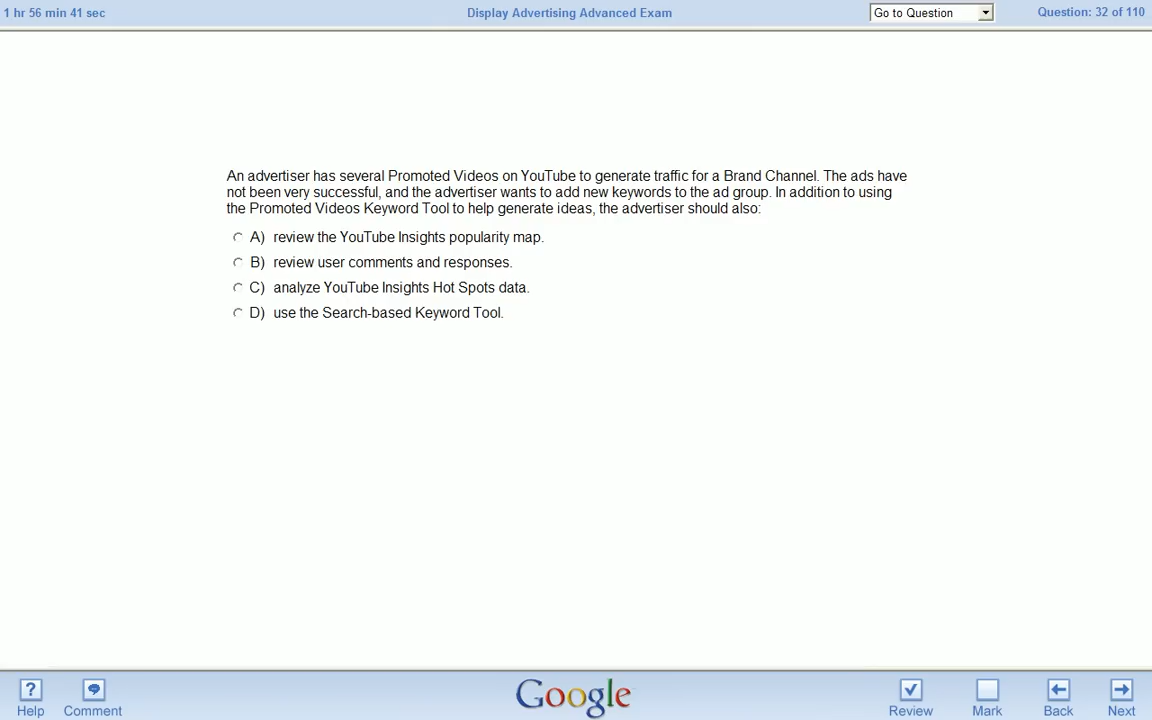 1 hr 56 min 41 sec
Display Advertising Advanced Exam
Go to Question
Question: 32 of 110
An advertiser has several Promoted Videos on YouTube to generate traffic for a Brand Channel. The ads have
not been very successful, and the advertiser wants to add new keywords to the ad group. In addition to using
the Promoted Videos Keyword Tool to help generate ideas, the advertiser should also:
A) review the YouTube Insights popularity map.
B) review user comments and responses.
C) analyze YouTube Insights Hot Spots data.
D) use the Search-based Keyword Tool.
? Help
Comment
Google
Review
Mark
Back
Next